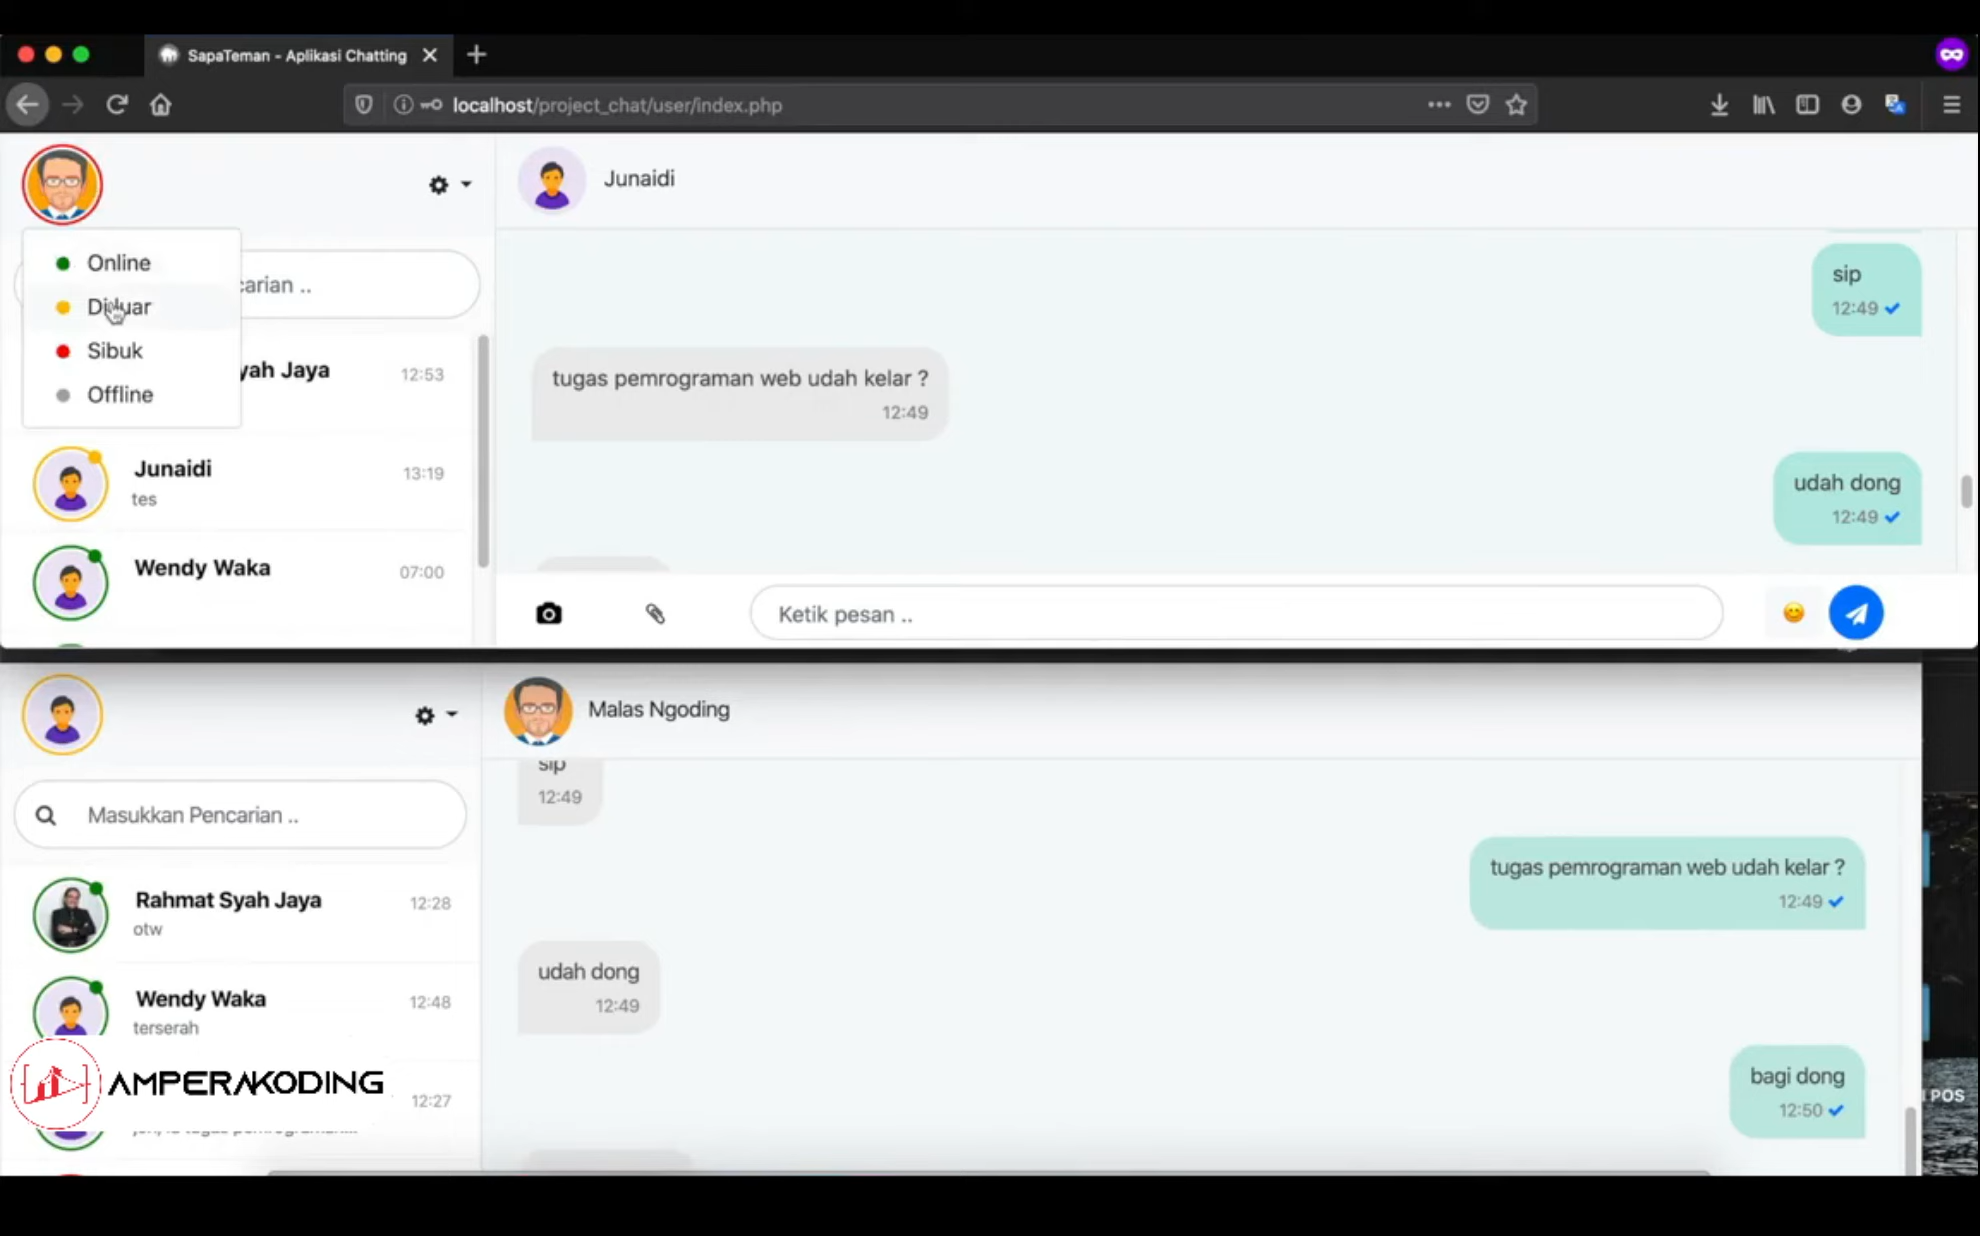 SapaTeman - Aplikasi Chatting
localhost/project_chat/user/index.php
Junaidi
Online
Diluar
Sibuk
Offline
carian ..
yah Jaya
12:53
Junaidi
13:19
tes
Wendy Waka
07:00
sip
12:49
tugas pemrograman web udah kelar ?
12:49
udah dong
12:49
Ketik pesan ..
Malas Ngoding
Masukkan Pencarian ..
Rahmat Syah Jaya
12:28
otw
Wendy Waka
12:48
terserah
AMPERAKODING
12:27
sip
12:49
tugas pemrograman web udah kelar ?
12:49
udah dong
12:49
bagi dong
12:50
POS